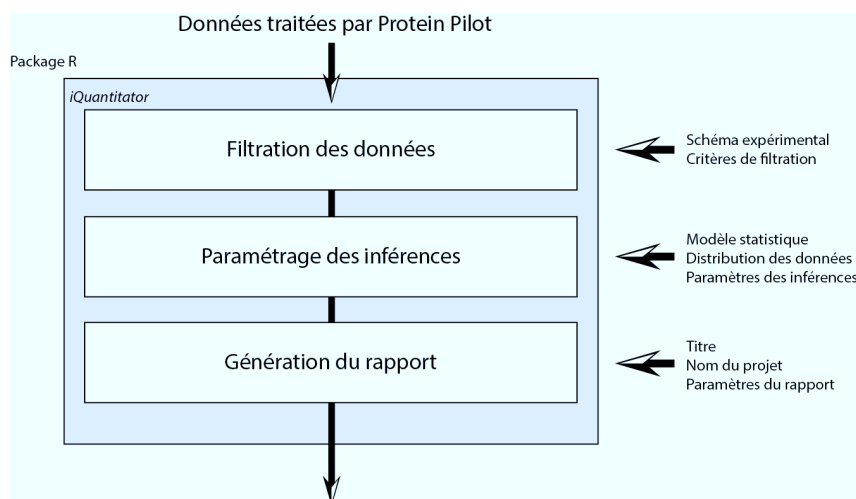 Données traitées par Protein Pilot
Package R
iQuantitator
Filtration des données
Schéma expérimental
Critères de filtration
Paramétrage des inférences
Modèle statistique
Distribution des données
Paramètres des inférences
Génération du rapport
Titre
Nom du projet
Paramètres du rapport